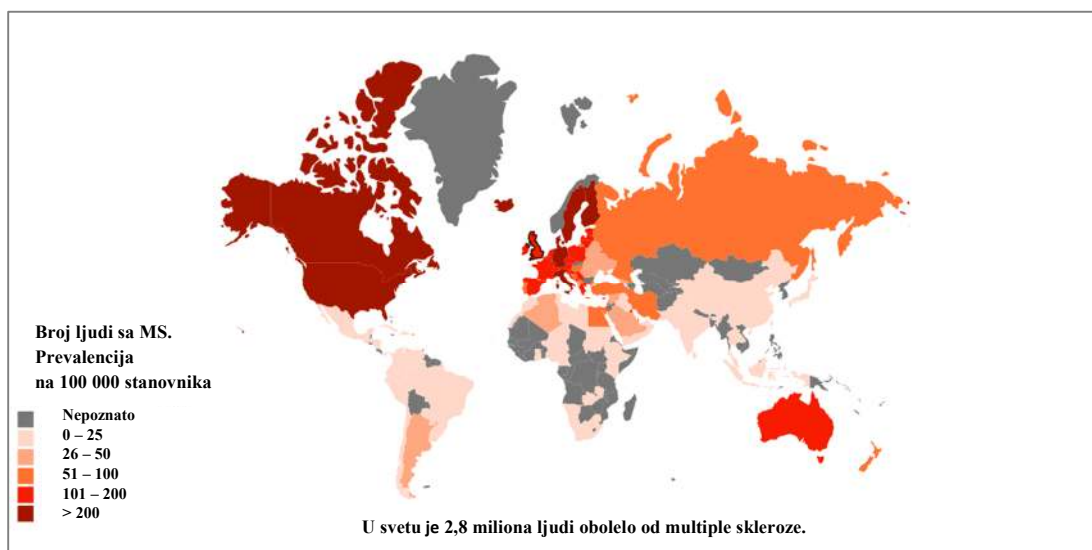 Broj ljudi sa MS.
Prevalencija
na 100 000 stanovnika
Nepoznato
0 – 25
26 – 50
51 – 100
101 – 200
> 200
U svetu je 2,8 miliona ljudi obolelo od multiple skleroze.